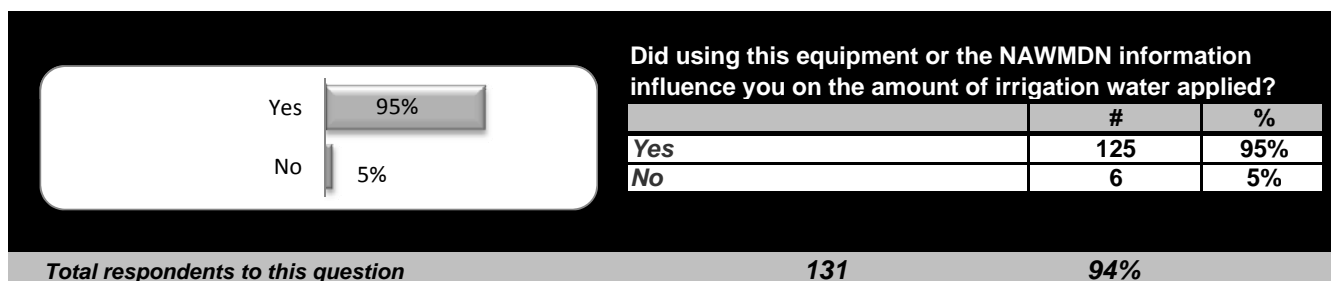 Yes 95%
No 5%
Did using this equipment or the NAWMDN information
influence you on the amount of irrigation water applied?
# %
Yes 125 95%
No 6 5%
Total respondents to this question 131 94%